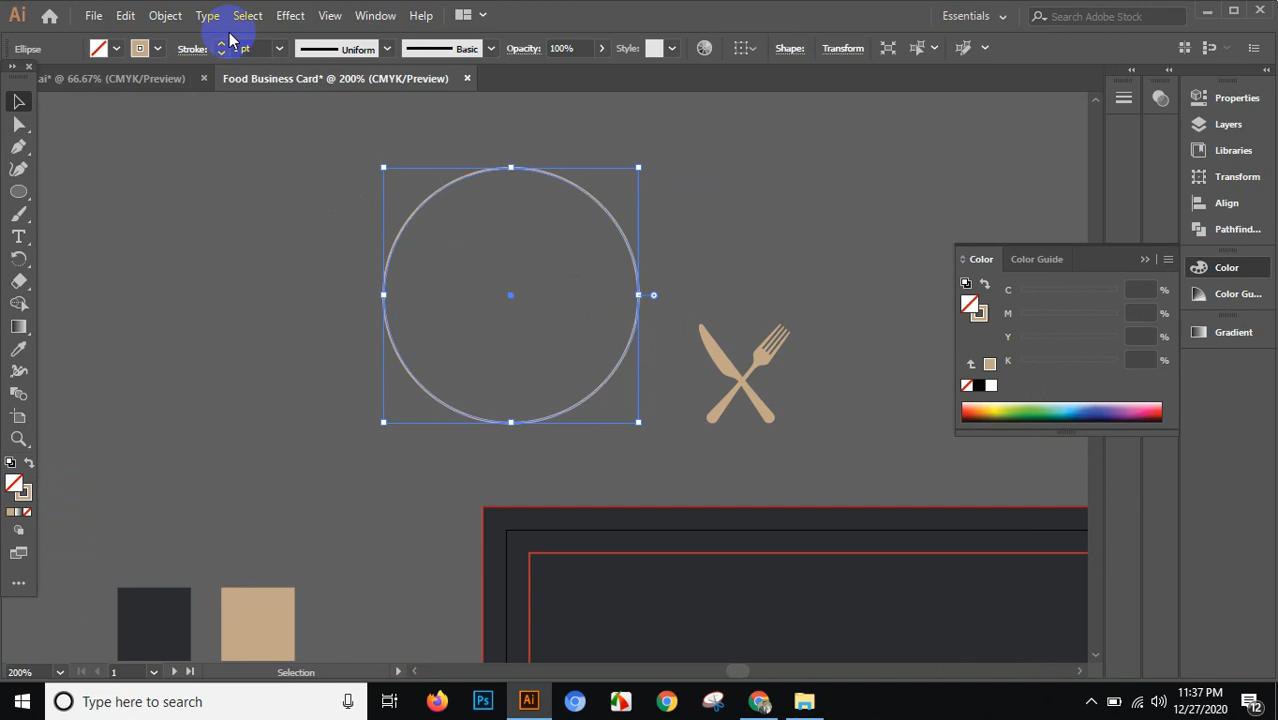 Ai File Edit Object Type Select Effect View Window Help Essentials Search Adobe Stock
Ellipse Stroke: pt Uniform Basic Opacity: 100% Style: Shape: Transform
ai* @ 66.67% (CMYK/Preview) × Food Business Card* @ 200% (CMYK/Preview) ×
Properties
Layers
Libraries
Transform
Align
Pathfind...
Color
Color Gu...
Gradient
Color Color Guide
C %
M %
Y %
K %
200% 1 Selection
Type here to search
Ps Ai
11:37 PM
12/27/2020
12